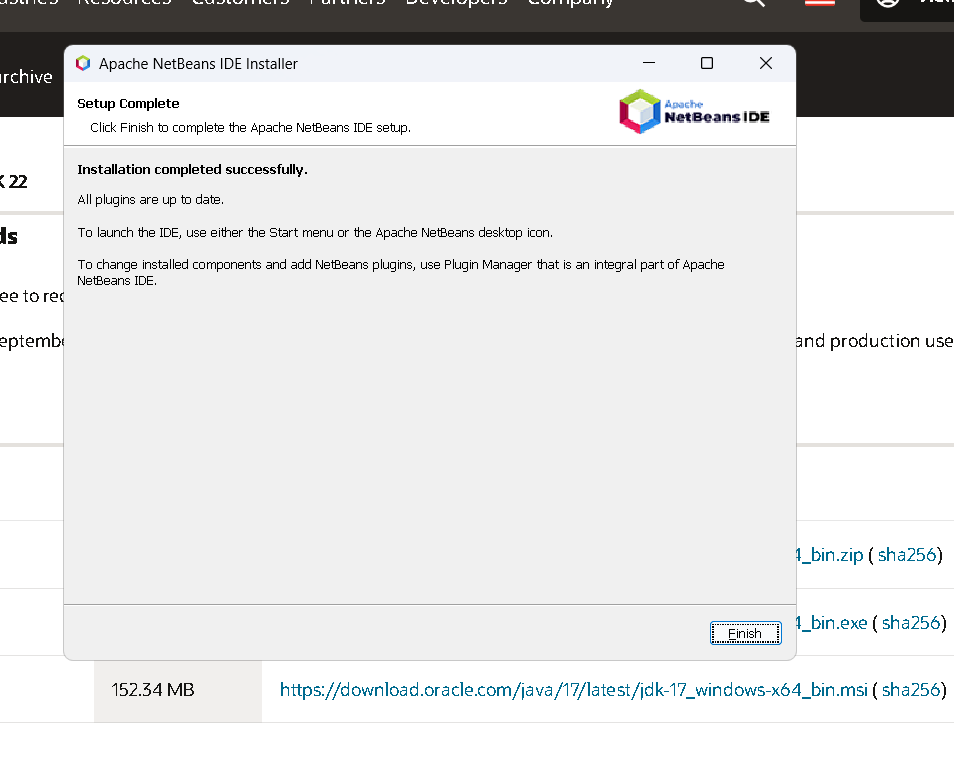 Resources Customers Partners Developers Company
Apache NetBeans IDE Installer
Setup Complete
Click Finish to complete the Apache NetBeans IDE setup.
Apache
NetBeans IDE
Installation completed successfully.
All plugins are up to date.
To launch the IDE, use either the Start menu or the Apache NetBeans desktop icon.
To change installed components and add NetBeans plugins, use Plugin Manager that is an integral part of Apache
NetBeans IDE.
22
ee to
and production use
4_bin.zip ( sha256)
4_bin.exe ( sha256)
Finish
152.34 MB
https://download.oracle.com/java/17/latest/jdk-17_windows-x64_bin.msi ( sha256)